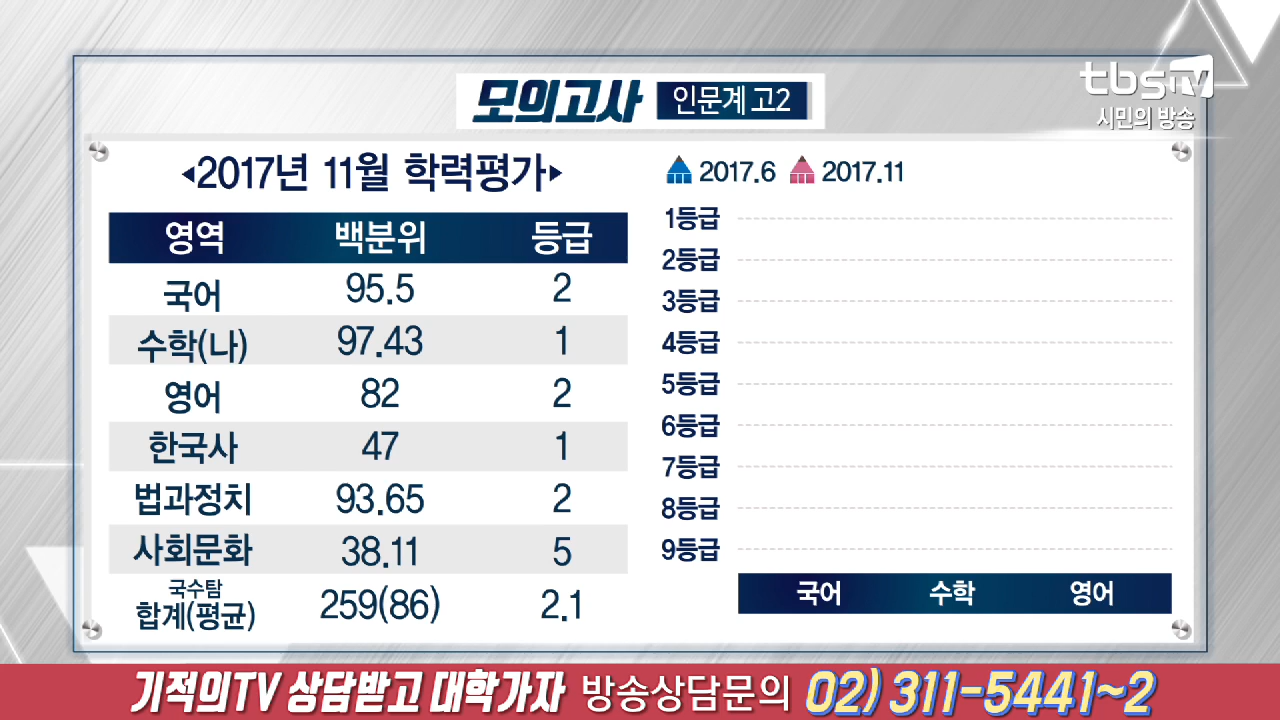 모의고사 인문계 고2
tbsTV
시민의 방송
◂2017년 11월 학력평가▸
영역 백분위 등급
국어 95.5 2
수학(나) 97.43 1
영어 82 2
한국사 47 1
법과정치 93.65 2
사회문화 38.11 5
국수탐
합계(평균) 259(86) 2.1
2017.6 2017.11
1등급
2등급
3등급
4등급
5등급
6등급
7등급
8등급
9등급
국어 수학 영어
기적의TV 상담받고 대학가자 방송상담문의 02) 311-5441~2